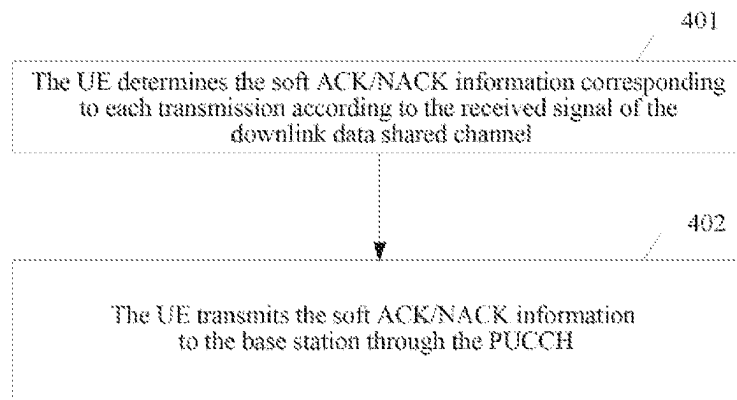 401
The UE determines the soft ACK/NACK information corresponding
to each transmission according to the received signal of the
downlink data shared channel
402
The UE transmits the soft ACK/NACK information
to the base station through the PUCCH